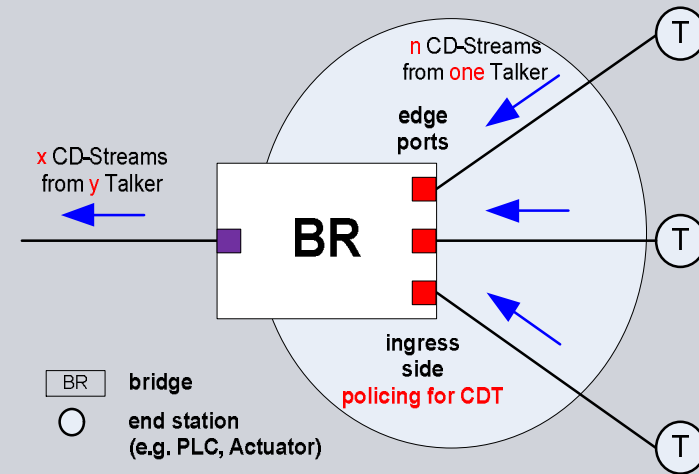 T
n CD-Streams
from one Talker
edge
ports
x CD-Streams
from y Talker
BR
T
ingress
side
policing for CDT
BR bridge
end station
(e.g. PLC, Actuator)
T